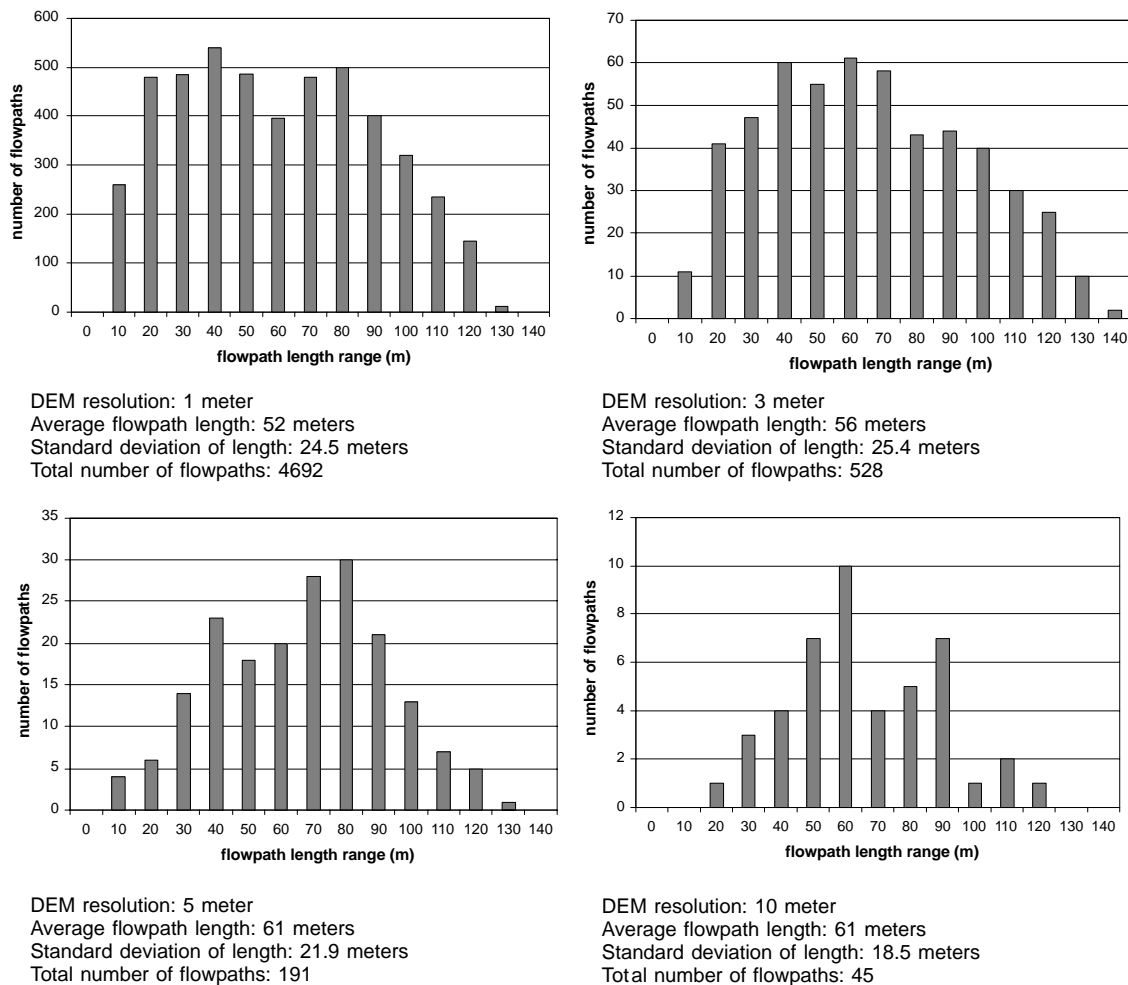 600
500
400
300
200
100
0
number of flowpaths
0 10 20 30 40 50 60 70 80 90 100 110 120 130 140
flowpath length range (m)
DEM resolution: 1 meter
Average flowpath length: 52 meters
Standard deviation of length: 24.5 meters
Total number of flowpaths: 4692
70
60
50
40
30
20
10
0
number of flowpaths
0 10 20 30 40 50 60 70 80 90 100 110 120 130 140
flowpath length range (m)
DEM resolution: 3 meter
Average flowpath length: 56 meters
Standard deviation of length: 25.4 meters
Total number of flowpaths: 528
35
30
25
20
15
10
5
0
number of flowpaths
0 10 20 30 40 50 60 70 80 90 100 110 120 130 140
flowpath length range (m)
DEM resolution: 5 meter
Average flowpath length: 61 meters
Standard deviation of length: 21.9 meters
Total number of flowpaths: 191
12
10
8
6
4
2
0
number of flowpaths
0 10 20 30 40 50 60 70 80 90 100 110 120 130 140
flowpath length range (m)
DEM resolution: 10 meter
Average flowpath length: 61 meters
Standard deviation of length: 18.5 meters
Total number of flowpaths: 45